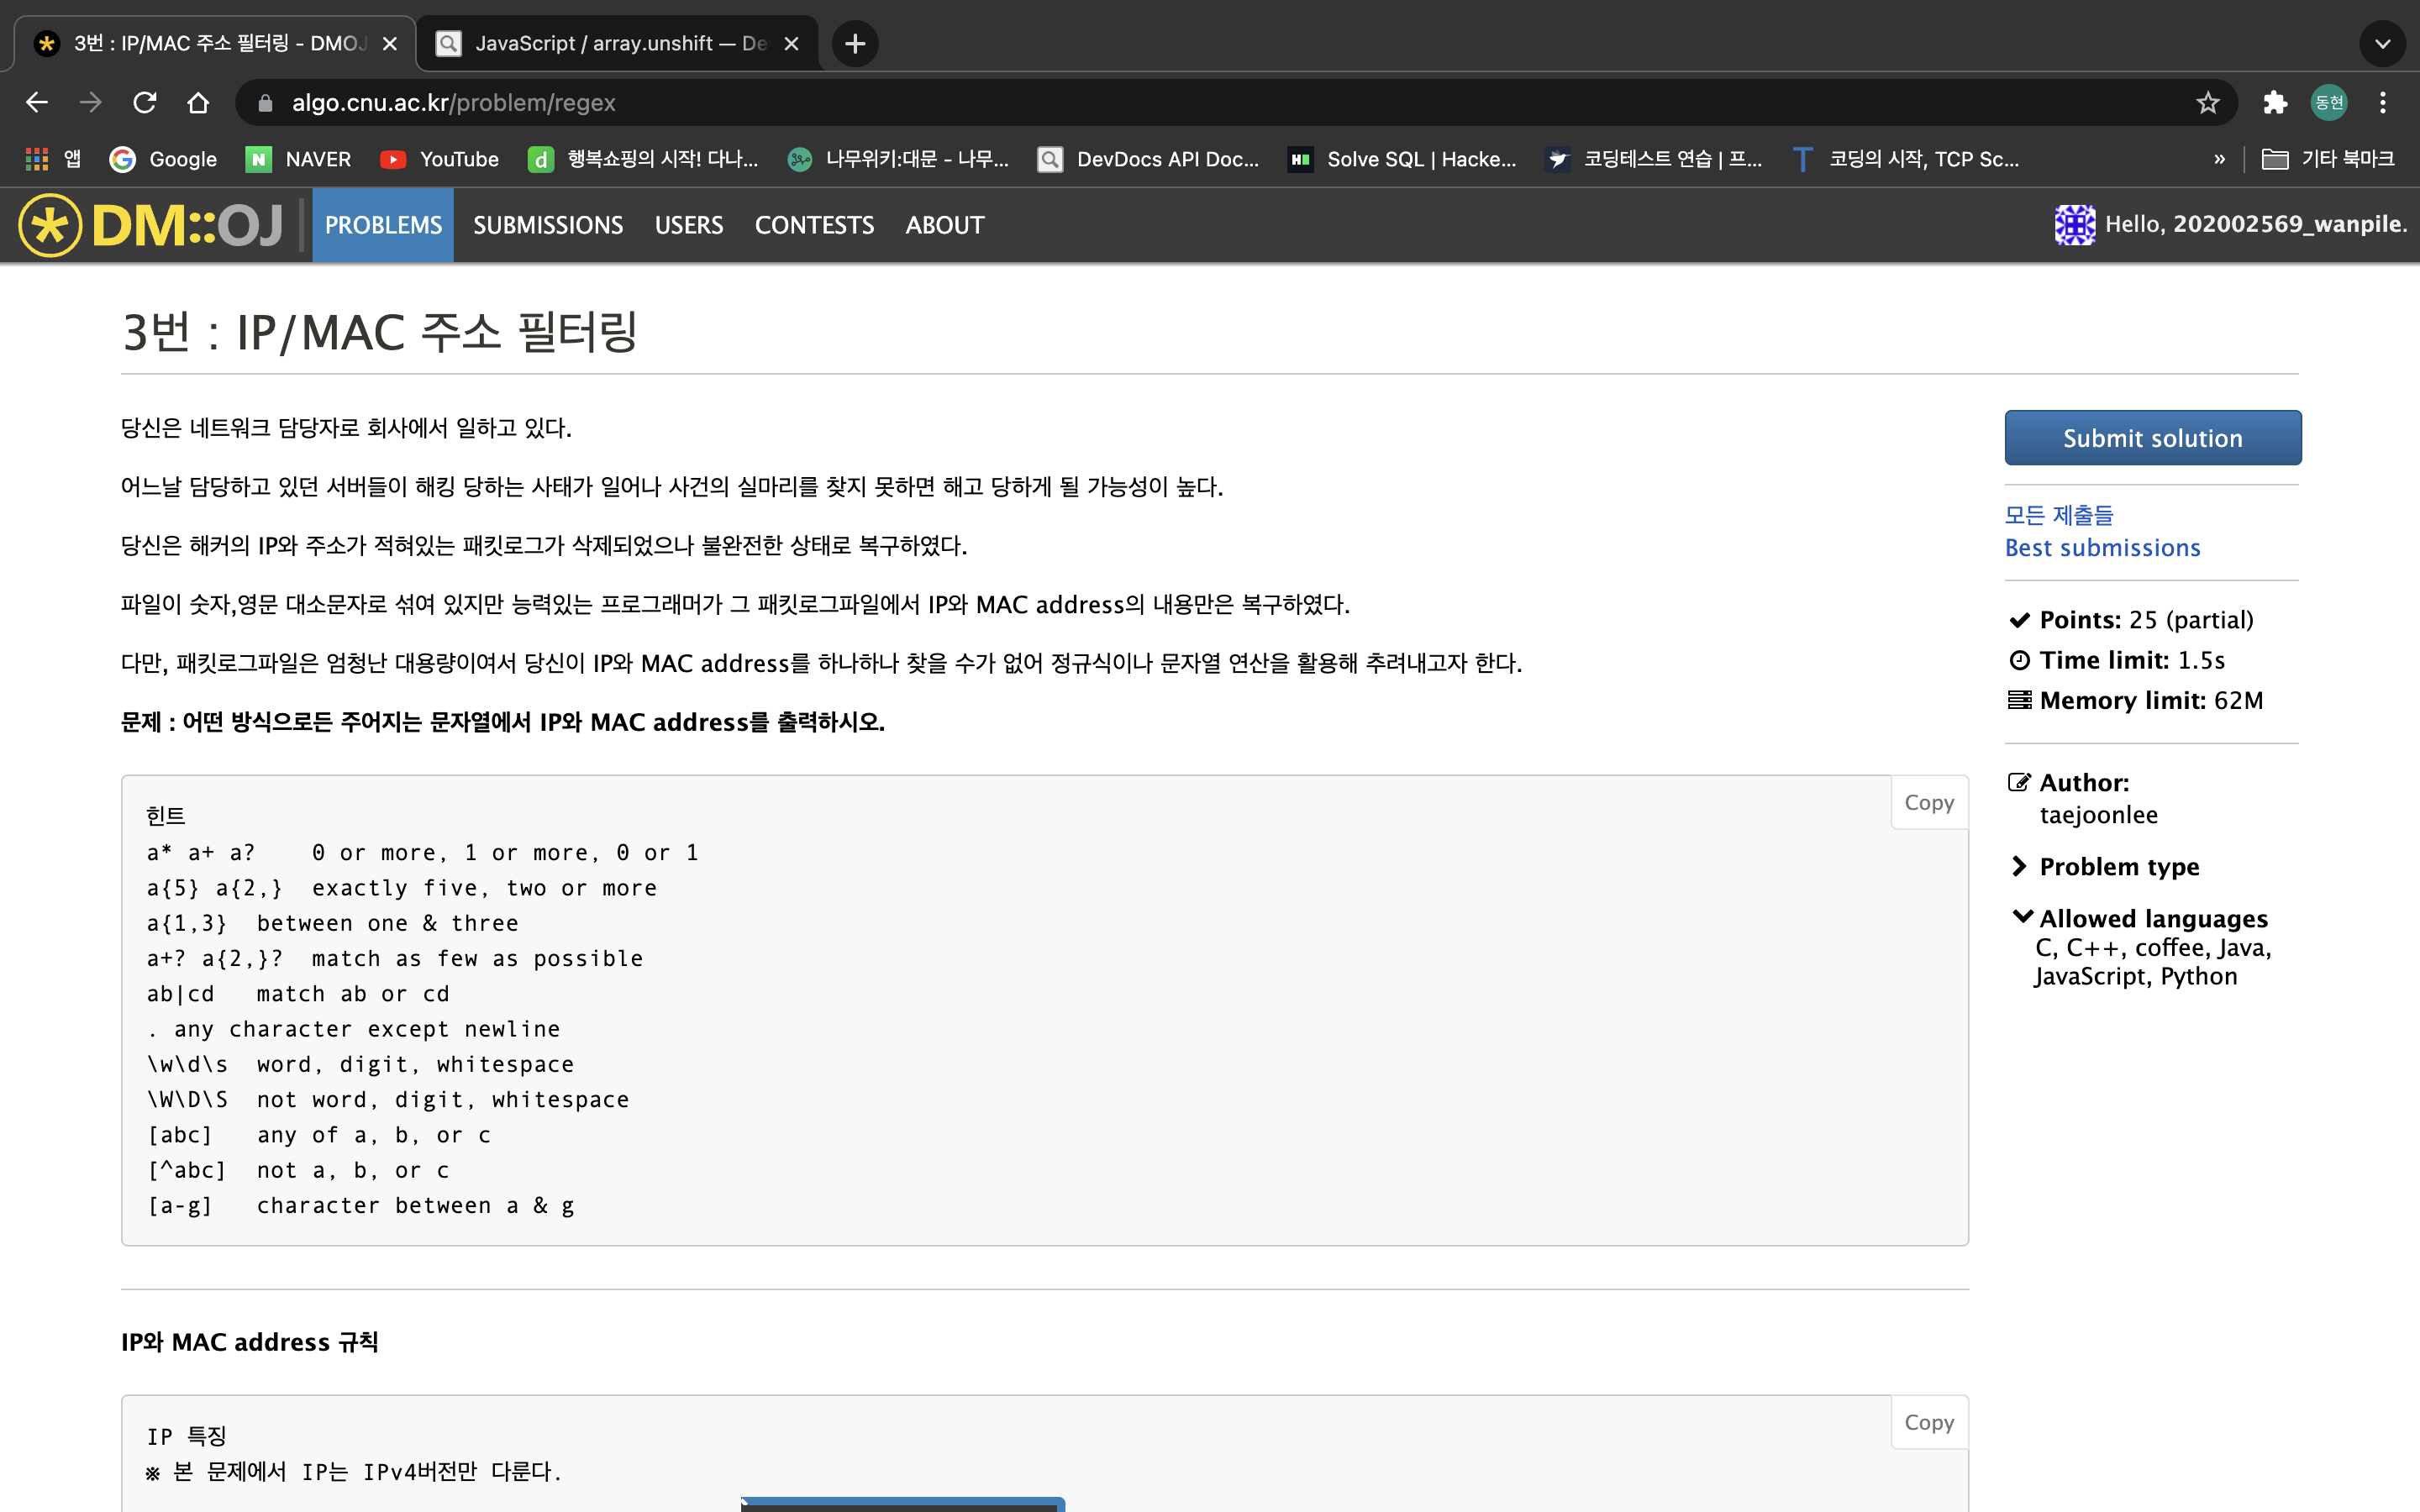 3번 : IP/MAC 주소 필터링 - DMOJ
JavaScript / array.unshift — De
algo.cnu.ac.kr/problem/regex
동현
앱 Google NAVER YouTube 행복쇼핑의 시작! 다나... 나무위키:대문 - 나무... DevDocs API Doc... Solve SQL | Hacke... 코딩테스트 연습 | 프... 코딩의 시작, TCP Sc... » 기타 북마크
DM::OJ PROBLEMS SUBMISSIONS USERS CONTESTS ABOUT Hello, 202002569_wanpile.
3번 : IP/MAC 주소 필터링
당신은 네트워크 담당자로 회사에서 일하고 있다.
어느날 담당하고 있던 서버들이 해킹 당하는 사태가 일어나 사건의 실마리를 찾지 못하면 해고 당하게 될 가능성이 높다.
당신은 해커의 IP와 주소가 적혀있는 패킷로그가 삭제되었으나 불완전한 상태로 복구하였다.
파일이 숫자,영문 대소문자로 섞여 있지만 능력있는 프로그래머가 그 패킷로그파일에서 IP와 MAC address의 내용만은 복구하였다.
다만, 패킷로그파일은 엄청난 대용량이여서 당신이 IP와 MAC address를 하나하나 찾을 수가 없어 정규식이나 문자열 연산을 활용해 추려내고자 한다.
문제 : 어떤 방식으로든 주어지는 문자열에서 IP와 MAC address를 출력하시오.
Copy
힌트
a* a+ a?    0 or more, 1 or more, 0 or 1
a{5} a{2,}  exactly five, two or more
a{1,3}  between one & three
a+? a{2,}?  match as few as possible
ab|cd   match ab or cd
. any character except newline
\w\d\s  word, digit, whitespace
\W\D\S  not word, digit, whitespace
[abc]   any of a, b, or c
[^abc]  not a, b, or c
[a-g]   character between a & g
IP와 MAC address 규칙
Copy
IP 특징
※ 본 문제에서 IP는 IPv4버전만 다룬다.
Submit solution
모든 제출들
Best submissions
Points: 25 (partial)
Time limit: 1.5s
Memory limit: 62M
Author:
taejoonlee
Problem type
Allowed languages
C, C++, coffee, Java,
JavaScript, Python